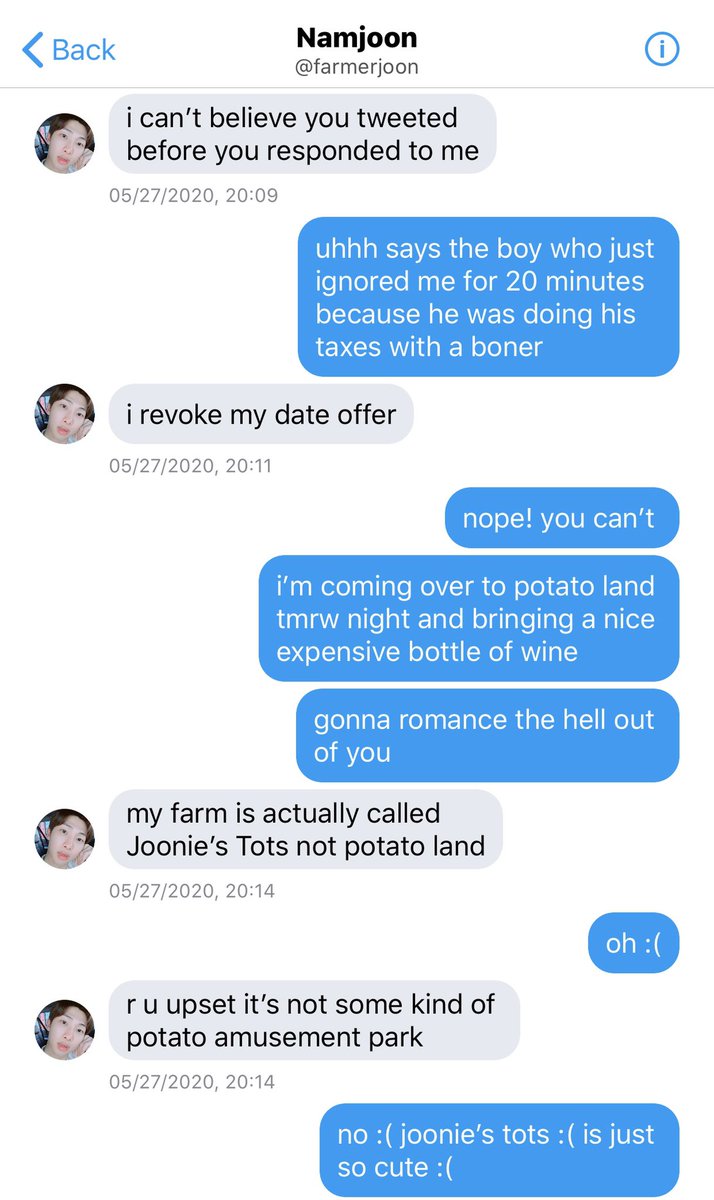 Back
Namjoon
@farmerjoon
i can’t believe you tweeted
before you responded to me
05/27/2020, 20:09
uhhh says the boy who just
ignored me for 20 minutes
because he was doing his
taxes with a boner
i revoke my date offer
05/27/2020, 20:11
nope! you can’t
i’m coming over to potato land
tmrw night and bringing a nice
expensive bottle of wine
gonna romance the hell out
of you
my farm is actually called
Joonie’s Tots not potato land
05/27/2020, 20:14
oh :(
r u upset it’s not some kind of
potato amusement park
05/27/2020, 20:14
no :( joonie’s tots :( is just
so cute :(